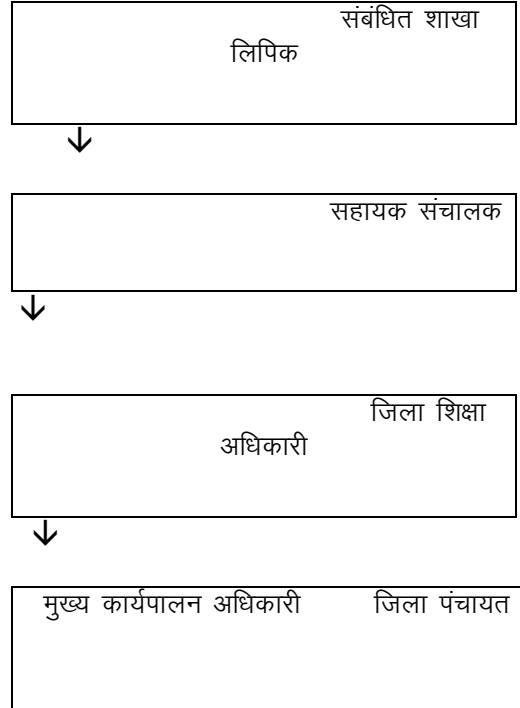 संबंधित शाखा
लिपिक
सहायक संचालक
जिला शिक्षा
अधिकारी
मुख्य कार्यपालन अधिकारी जिला पंचायत